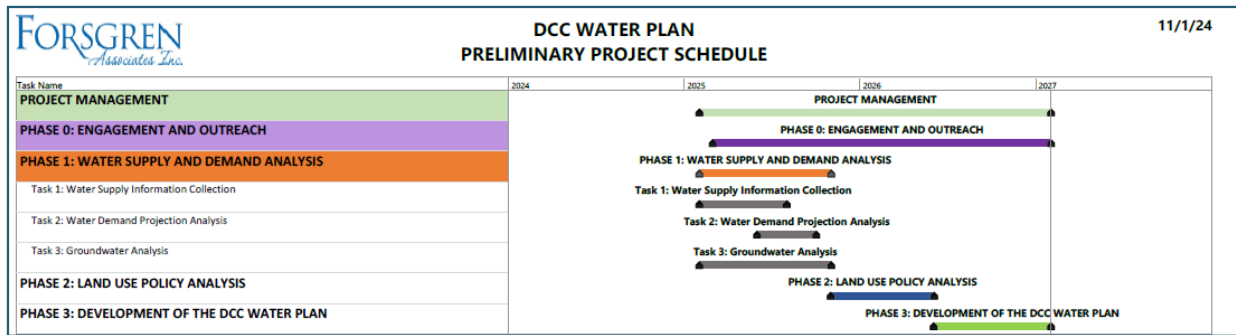 FORSGREN
Associates Inc.
DCC WATER PLAN
PRELIMINARY PROJECT SCHEDULE
11/1/24
Task Name 2024 2025 2026 2027
PROJECT MANAGEMENT PROJECT MANAGEMENT
PHASE 0: ENGAGEMENT AND OUTREACH PHASE 0: ENGAGEMENT AND OUTREACH
PHASE 1: WATER SUPPLY AND DEMAND ANALYSIS PHASE 1: WATER SUPPLY AND DEMAND ANALYSIS
Task 1: Water Supply Information Collection Task 1: Water Supply Information Collection
Task 2: Water Demand Projection Analysis Task 2: Water Demand Projection Analysis
Task 3: Groundwater Analysis Task 3: Groundwater Analysis
PHASE 2: LAND USE POLICY ANALYSIS PHASE 2: LAND USE POLICY ANALYSIS
PHASE 3: DEVELOPMENT OF THE DCC WATER PLAN PHASE 3: DEVELOPMENT OF THE DCC WATER PLAN